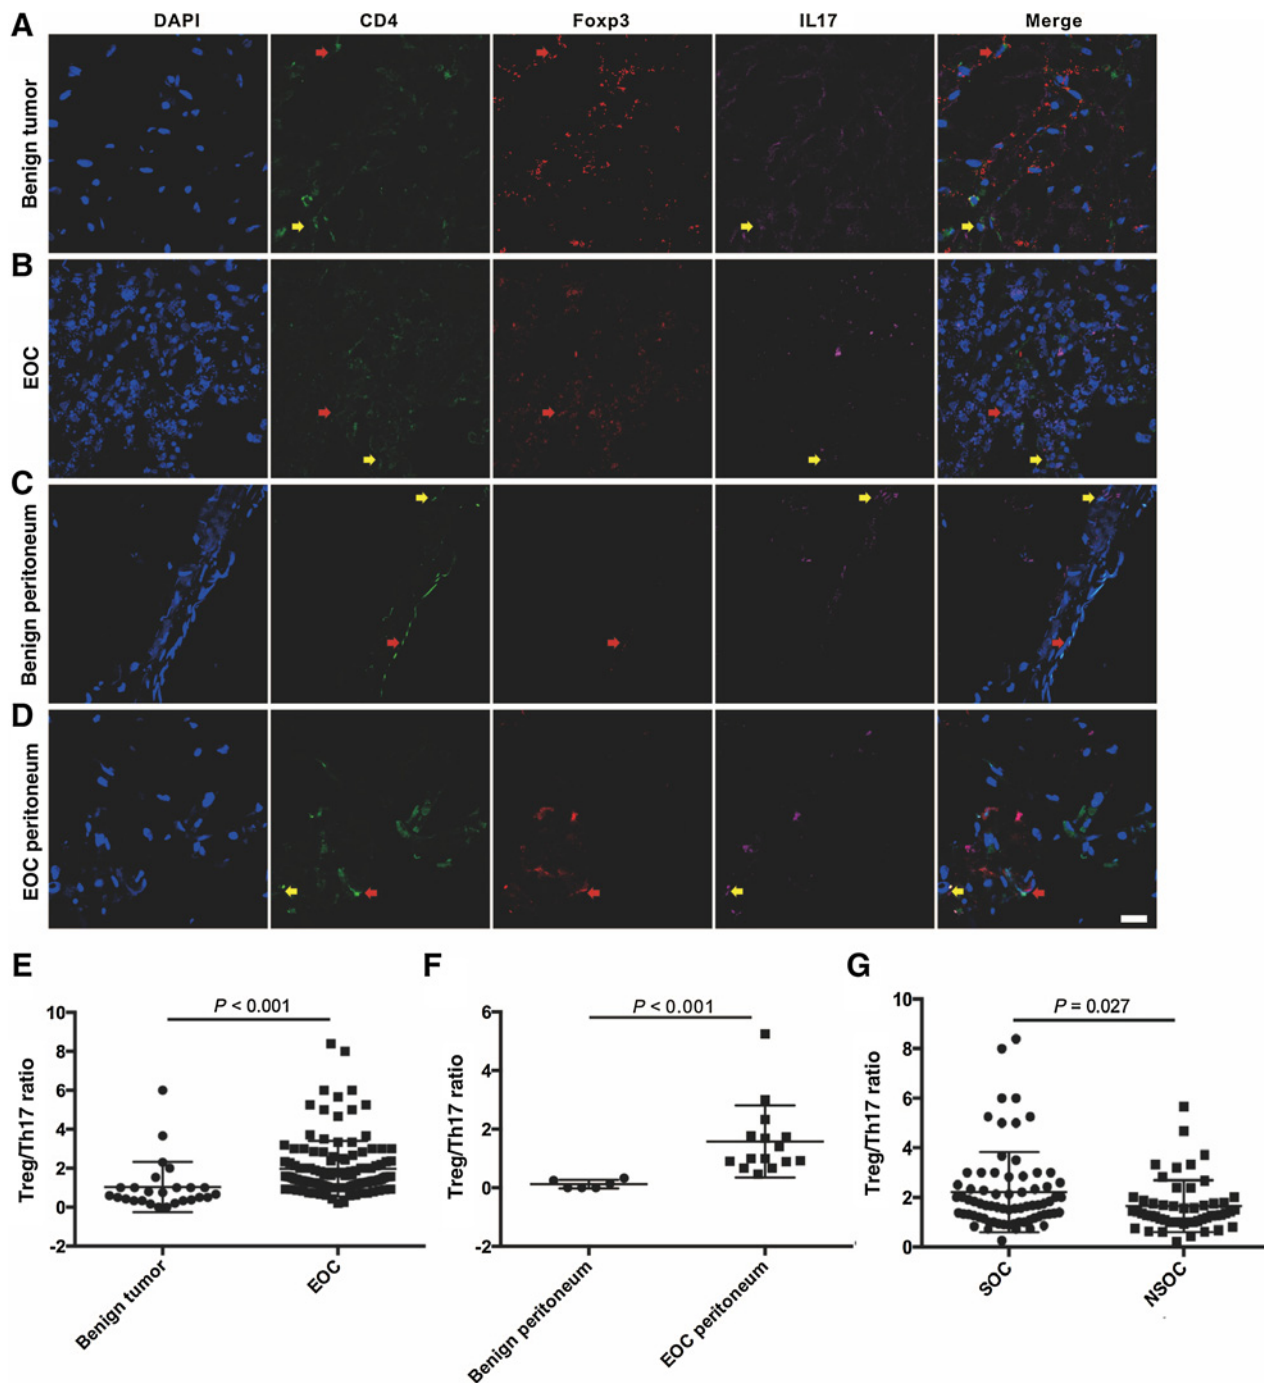 A DAPI CD4 Foxp3 IL17 Merge
Benign tumor
B
EOC
C
Benign peritoneum
D
EOC peritoneum
E
P < 0.001
Treg/Th17 ratio
10
8
6
4
2
0
-2
Benign tumor
EOC
F
P < 0.001
Treg/Th17 ratio
6
4
2
0
-2
Benign peritoneum
EOC peritoneum
G
P = 0.027
Treg/Th17 ratio
10
8
6
4
2
0
SOC
NSOC